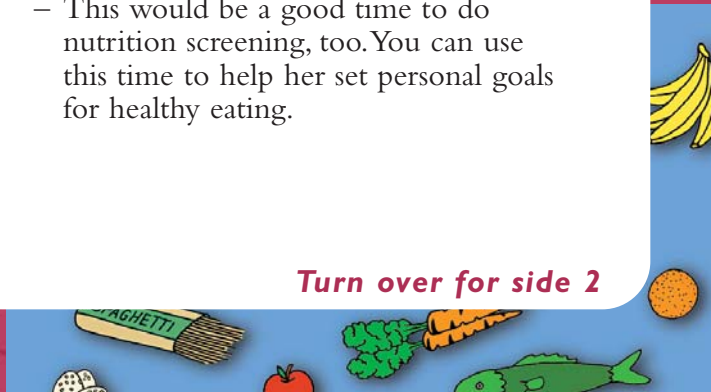 – This would be a good time to do
nutrition screening, too. You can use
this time to help her set personal goals
for healthy eating.
Turn over for side 2
SPAGHETTI